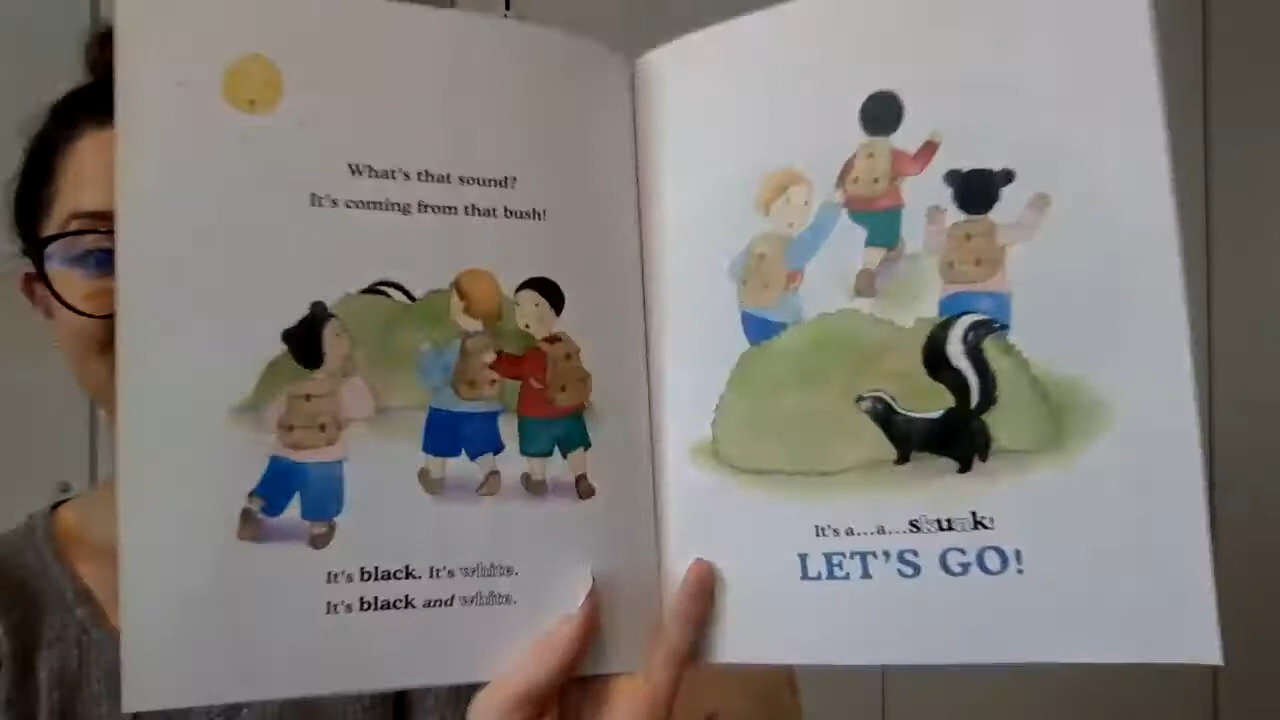 What's that sound?
It's coming from that bush!
It's black. It's white.
It's black and white.
It's a...a...skunk!
LET'S GO!